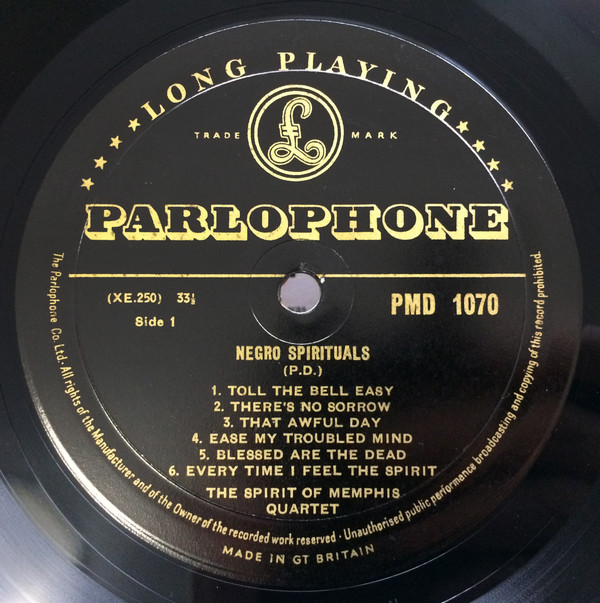 LONG PLAYING
TRADE £ MARK
PARLOPHONE
(XE.250) 33⅓
PMD 1070
Side 1
NEGRO SPIRITUALS
(P.D.)
1. TOLL THE BELL EASY
2. THERE'S NO SORROW
3. THAT AWFUL DAY
4. EASE MY TROUBLED MIND
5. BLESSED ARE THE DEAD
6. EVERY TIME I FEEL THE SPIRIT
THE SPIRIT OF MEMPHIS
QUARTET
The Parlophone Co. Ltd. All rights of the Manufacturer and of the Owner of the recorded work reserved · Unauthorised public performance broadcasting and copying of this record prohibited.
MADE IN GT BRITAIN